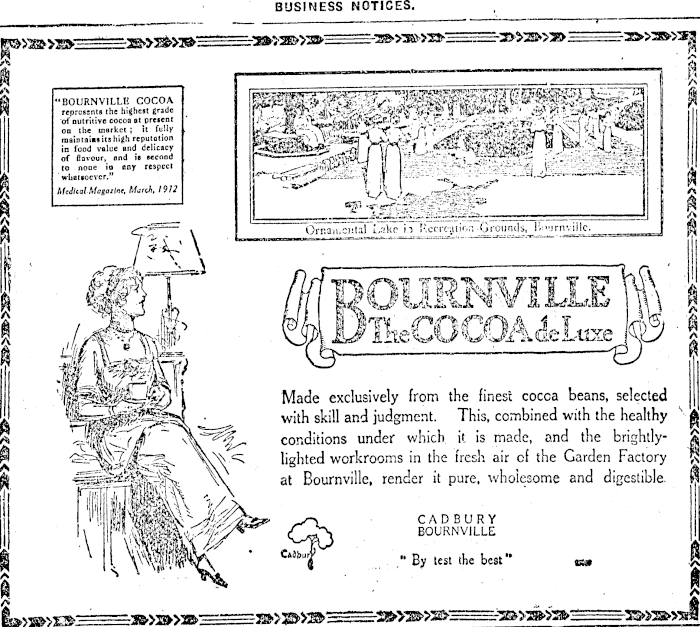 BUSINESS NOTICES.
"BOURNVILLE COCOA
represents the highest grade
of nutritive cocoa at present
on the market; it fully
maintains its high reputation
in food value and delicacy
of flavour, and is second
to none in any respect
whatsoever."
Medical Magazine, March, 1912
Ornamental Lake in Recreation Grounds, Bournville.
BOURNVILLE
The COCOA de Luxe
Made exclusively from the finest cocoa beans, selected
with skill and judgment. This, combined with the healthy
conditions under which it is made, and the brightly-
lighted workrooms in the fresh air of the Garden Factory
at Bournville, render it pure, wholesome and digestible.
Cadbury
CADBURY
BOURNVILLE
"By test the best"